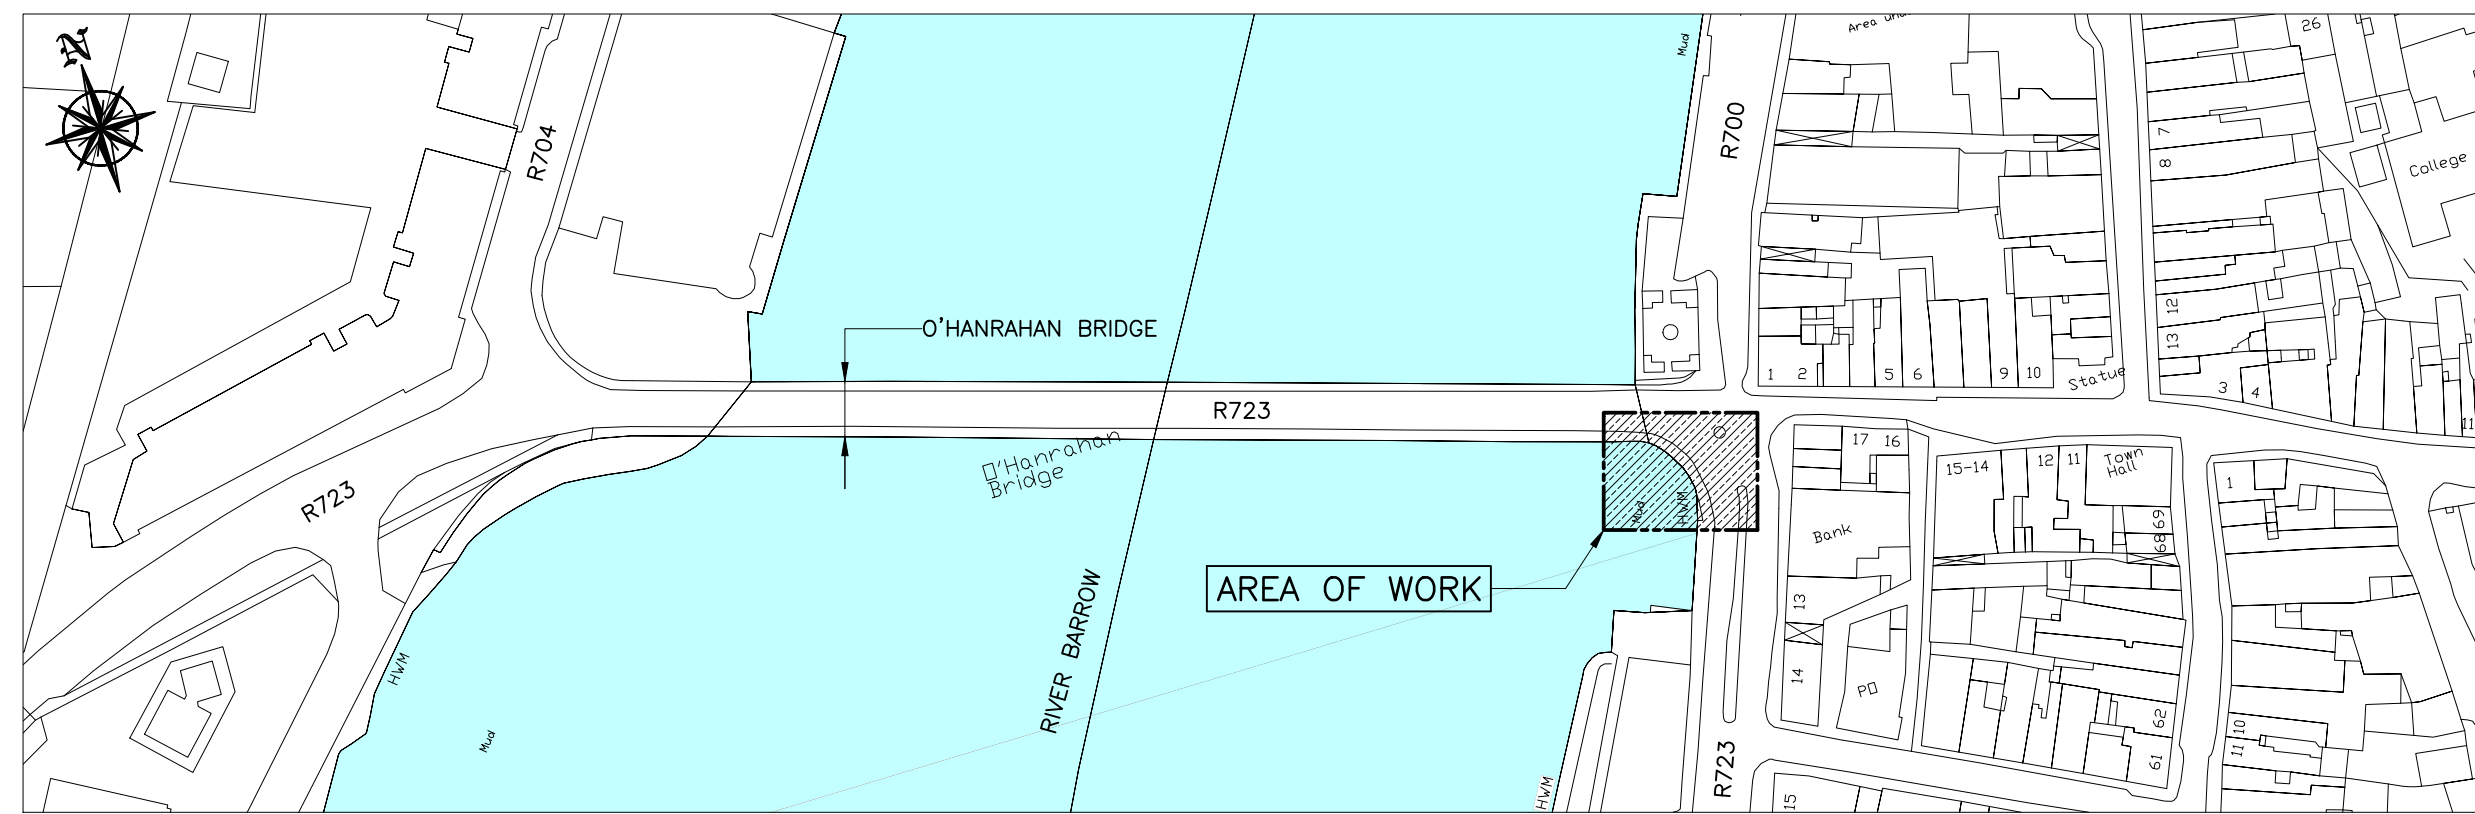 N
R704
Mud
R700
26
7
8
College
O'HANRAHAN BRIDGE
12
13
1
2
5
6
9
10
Statue
3
4
R723
11
O'Hanrahan
Bridge
17
16
15-14
12
11
Town
Hall
1
R723
Mud
HWM
69
68
Bank
AREA OF WORK
13
14
PO
HWM
RIVER BARROW
62
61
10
11
Mud
R723
HWM
15